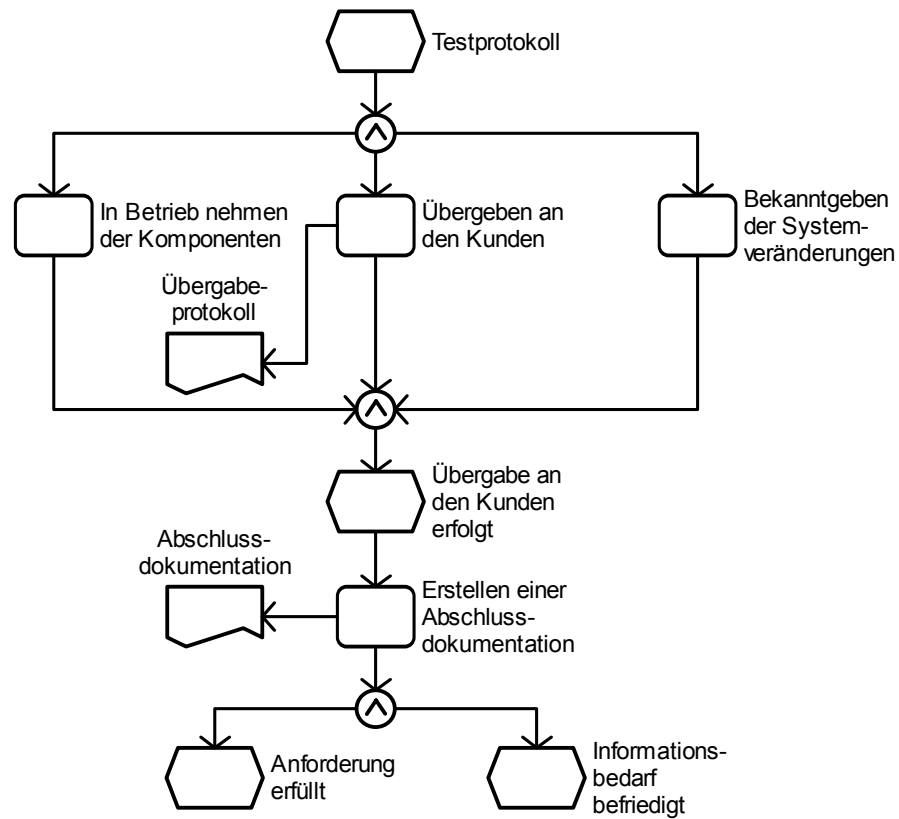 Testprotokoll
In Betrieb nehmen
der Komponenten
Übergeben an
den Kunden
Bekanntgeben
der System-
veränderungen
Übergabe-
protokoll
Übergabe an
den Kunden
erfolgt
Abschluss-
dokumentation
Erstellen einer
Abschluss-
dokumentation
Anforderung
erfüllt
Informations-
bedarf
befriedigt